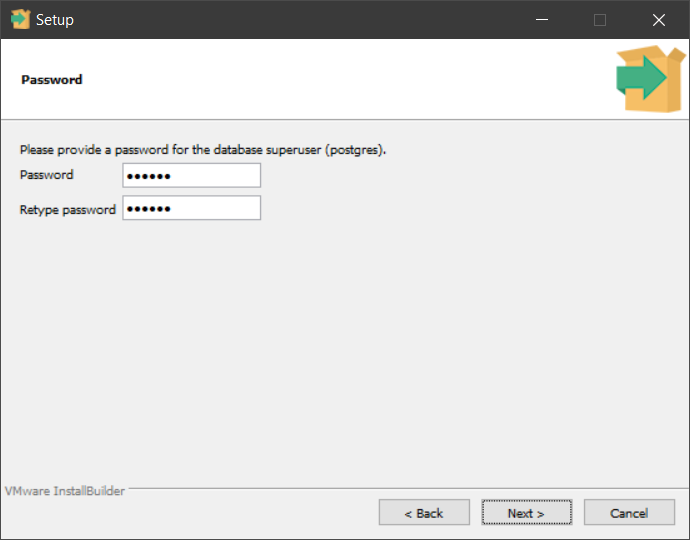 Setup
Password
Please provide a password for the database superuser (postgres).
Password ••••••
Retype password ••••••
VMware InstallBuilder
< Back Next > Cancel